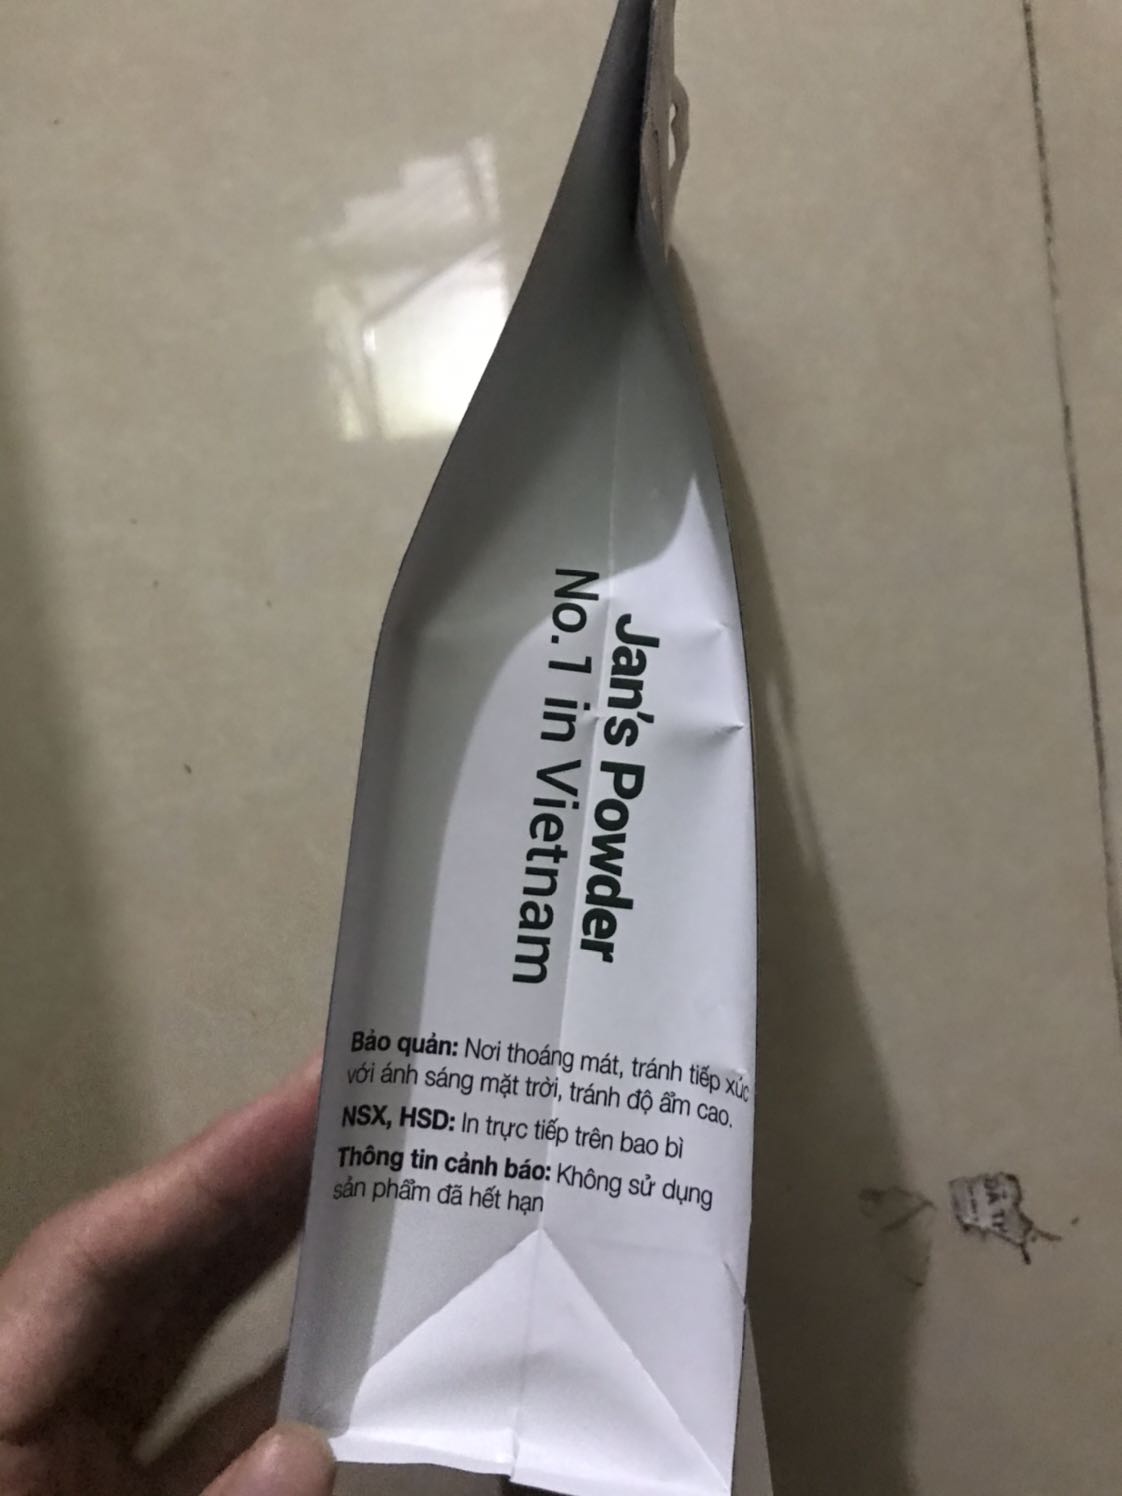 Jan's Powder
No. 1 in Vietnam
Bảo quản: Nơi thoáng mát, tránh tiếp xúc
với ánh sáng mặt trời, tránh độ ẩm cao.
NSX, HSD: In trực tiếp trên bao bì
Thông tin cảnh báo: Không sử dụng
sản phẩm đã hết hạn